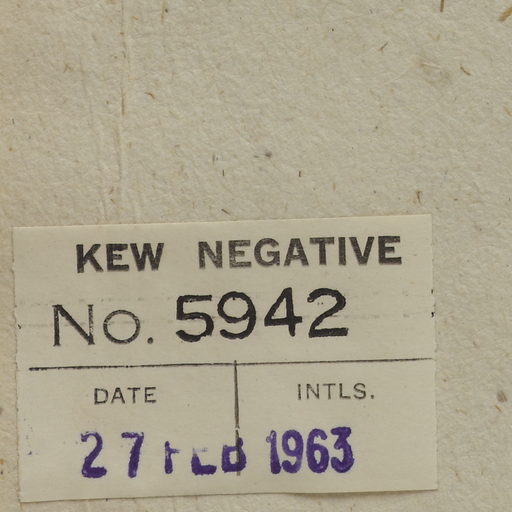 KEW NEGATIVE
No. 5942
DATE INTLS.
27 FEB 1963